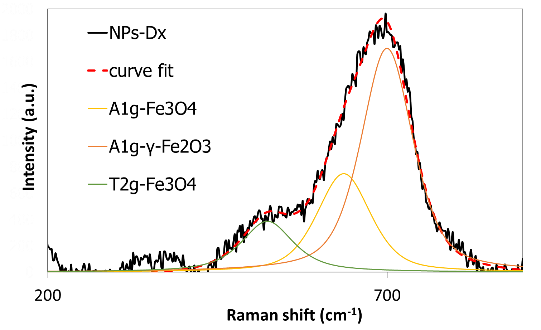 NPs-Dx
curve fit
A1g-Fe3O4
A1g-γ-Fe2O3
T2g-Fe3O4
Intensity (a.u.)
200
700
Raman shift (cm⁻¹)